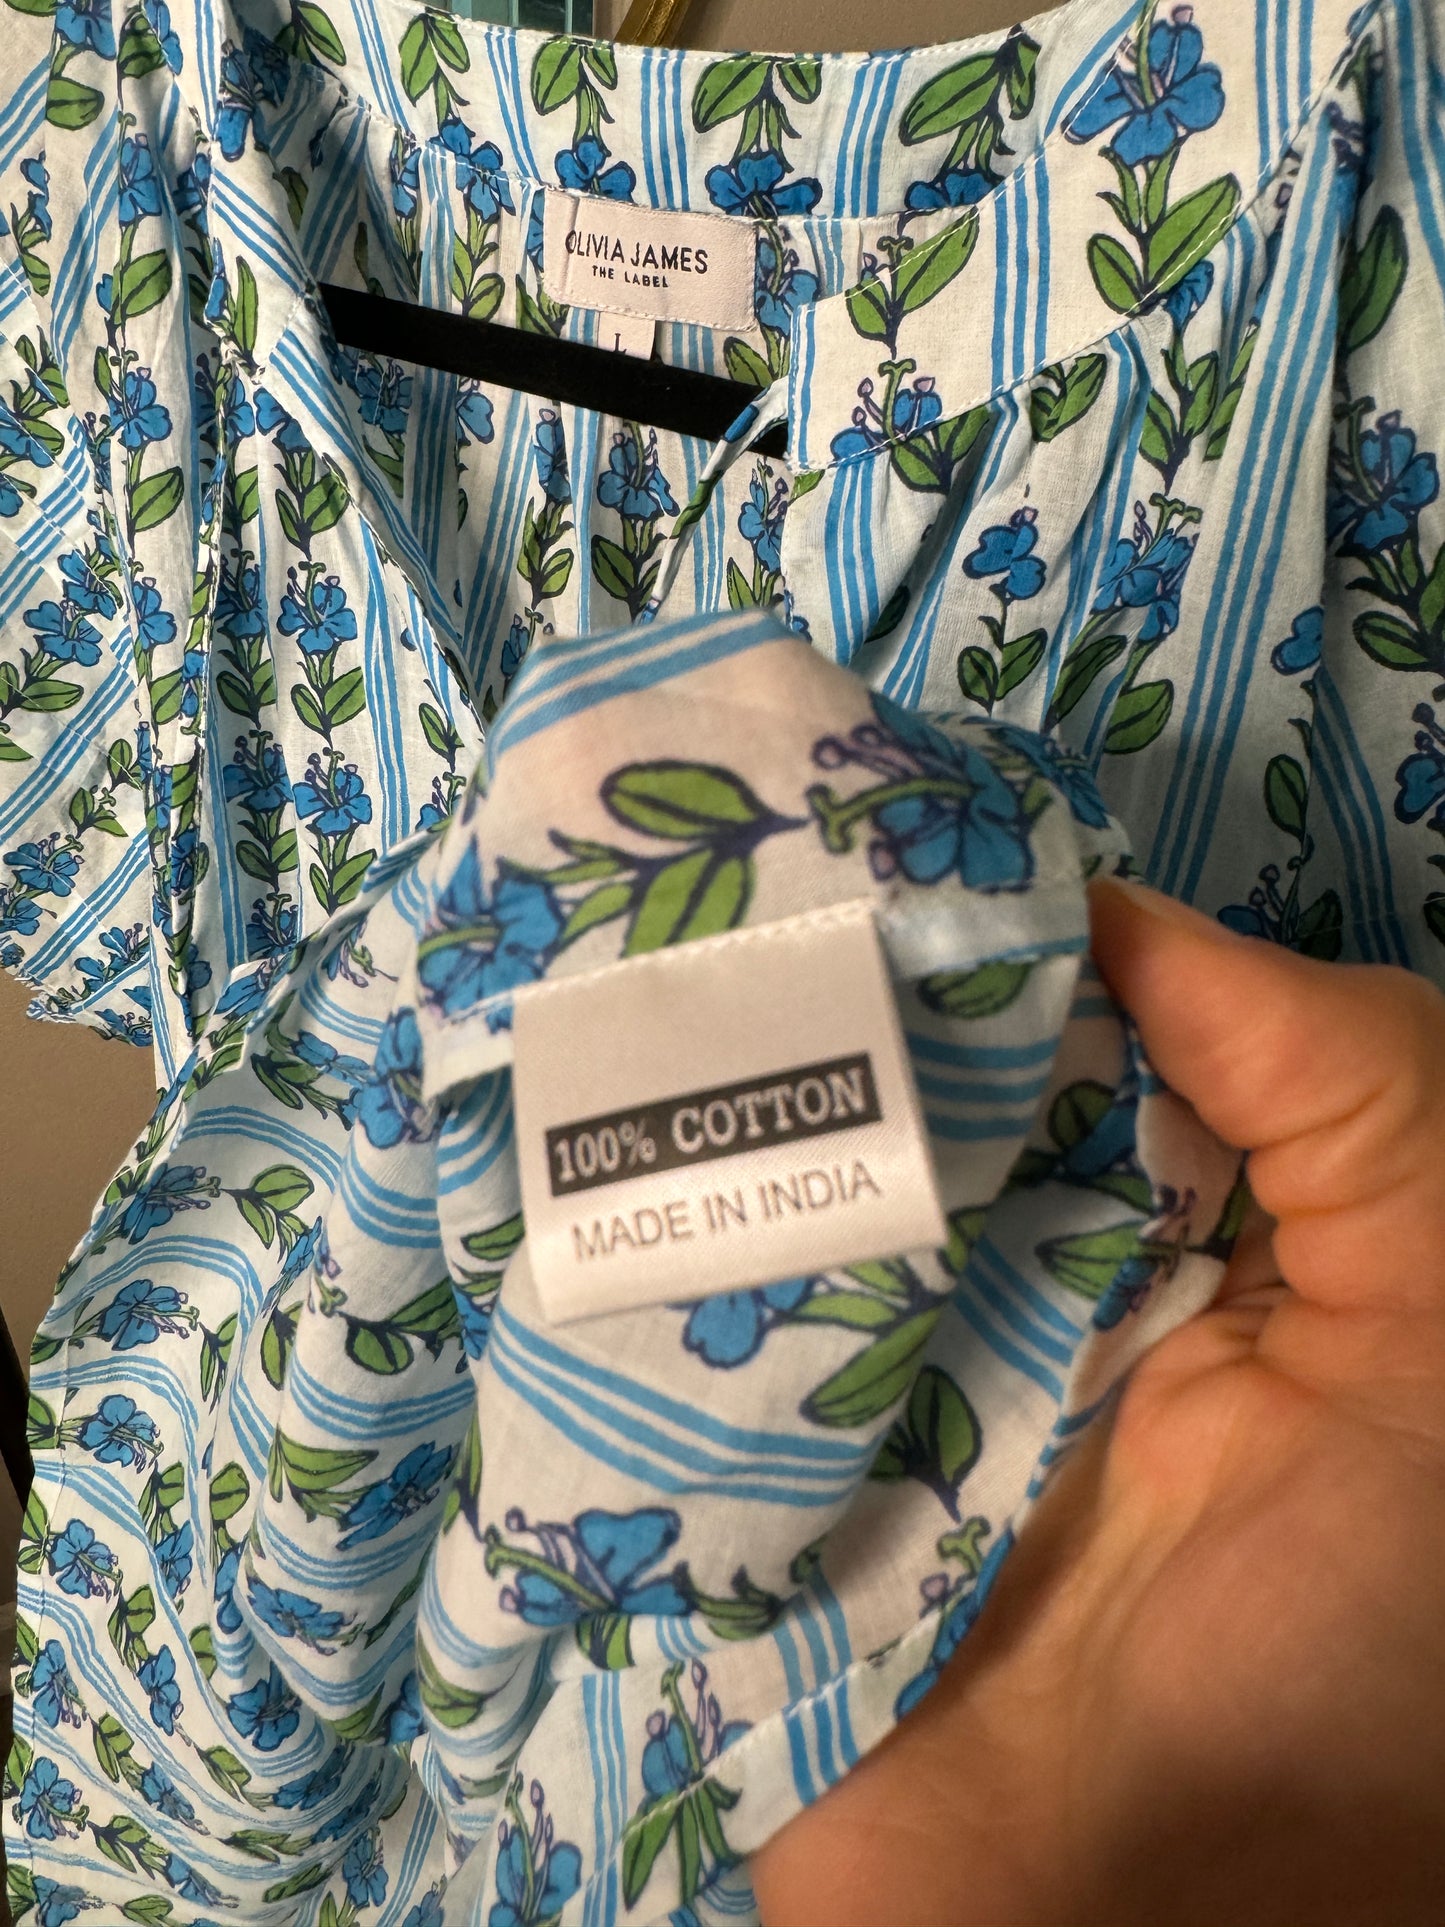 OLIVIA JAMES
THE LABEL
L
100% COTTON
MADE IN INDIA